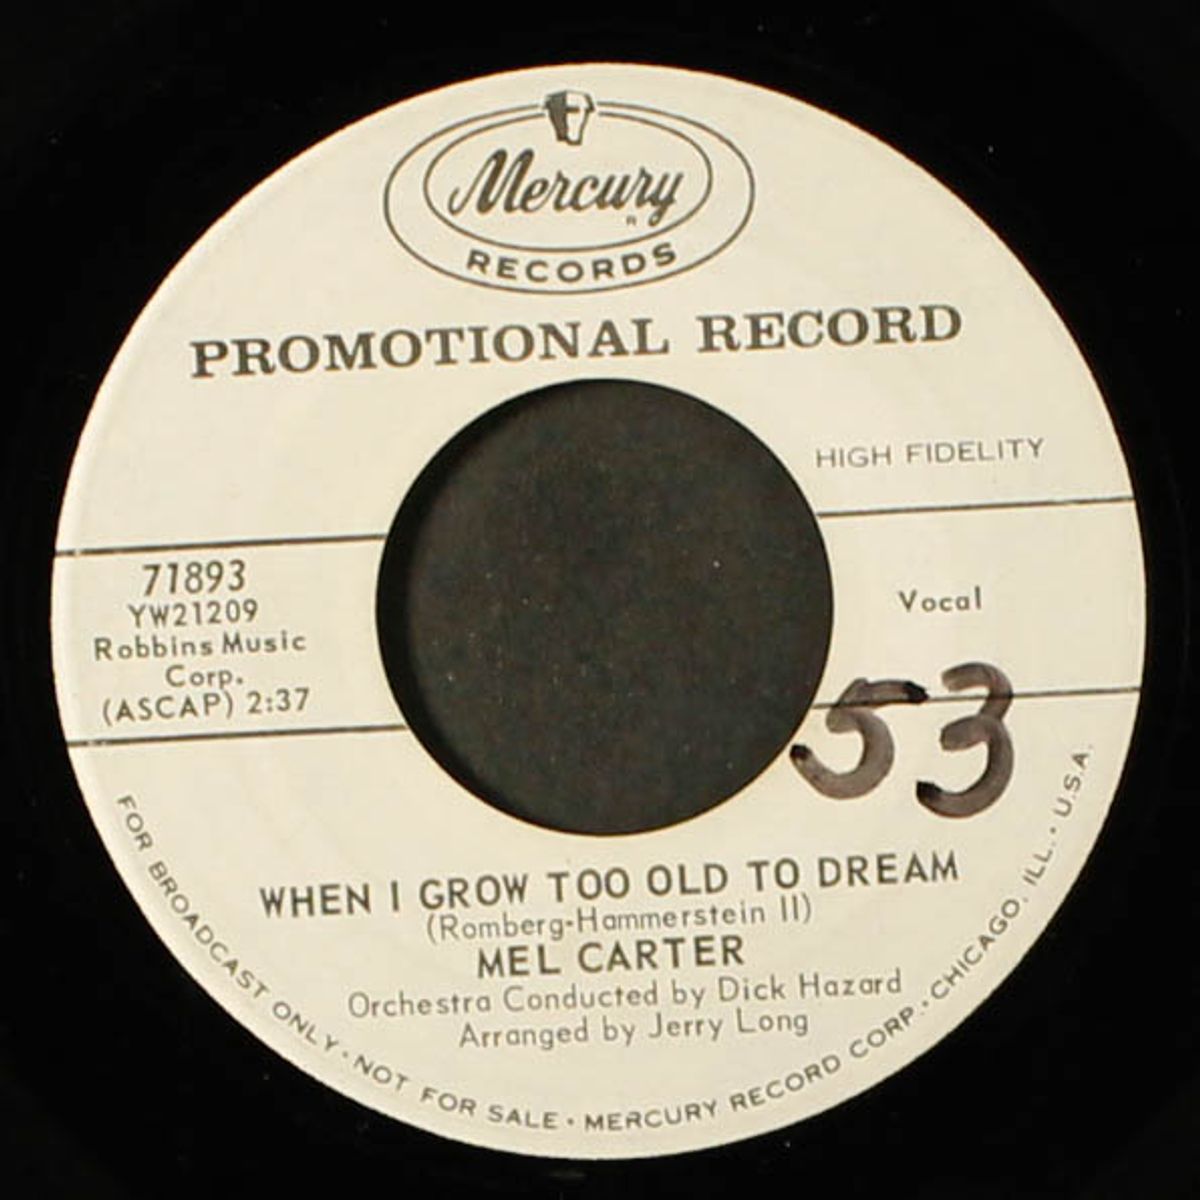 Mercury
R
RECORDS
PROMOTIONAL RECORD
HIGH FIDELITY
71893
YW21209
Robbins Music
Corp.
(ASCAP) 2:37
Vocal
53
WHEN I GROW TOO OLD TO DREAM
(Romberg-Hammerstein II)
MEL CARTER
Orchestra Conducted by Dick Hazard
Arranged by Jerry Long
FOR BROADCAST ONLY • NOT FOR SALE • MERCURY RECORD CORP. • CHICAGO, ILL. • U.S.A.